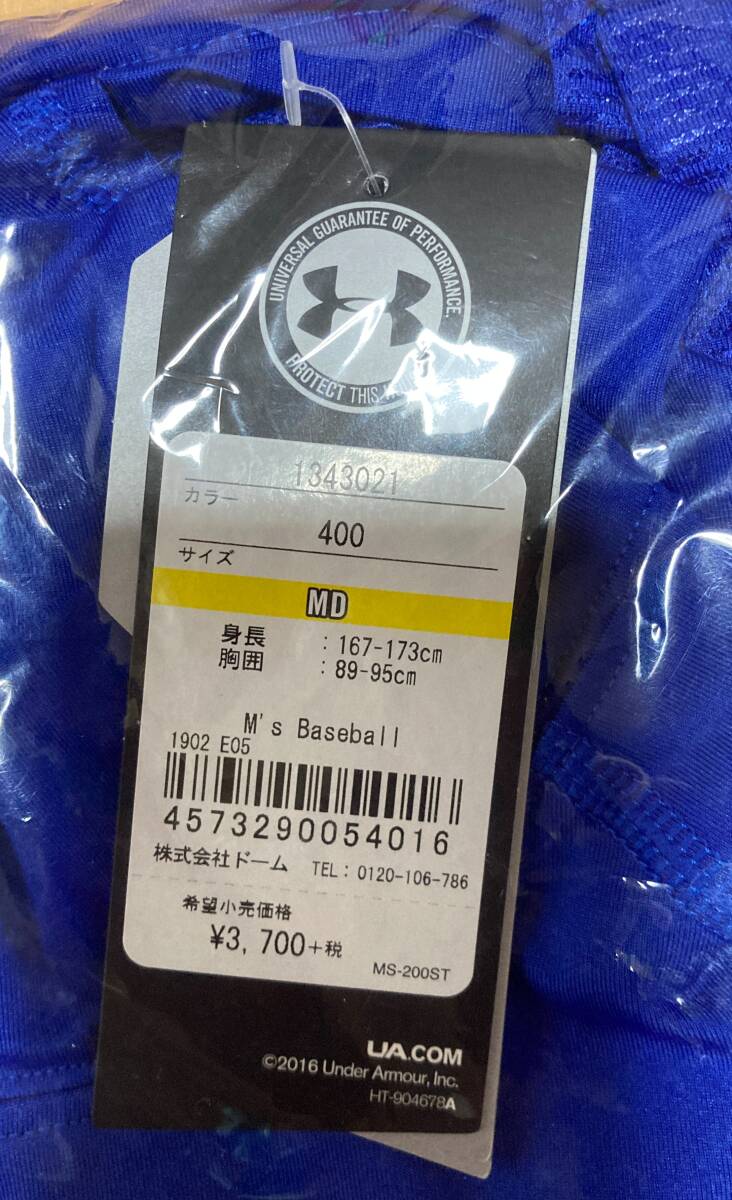 UNIVERSAL GUARANTEE OF PERFORMANCE.
PROTECT THIS
1343021
カラー
400
サイズ
MD
身長 : 167-173cm
胸囲 : 89-95cm
M's Baseball
1902 E05
4573290054016
株式会社ドーム TEL: 0120-106-786
希望小売価格
¥3,700+税
MS-200ST
UA.COM
©2016 Under Armour, Inc.
HT-904678A